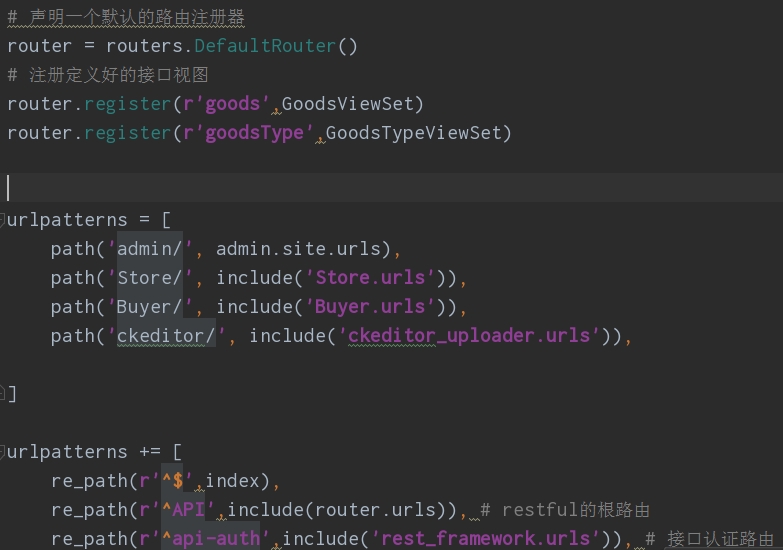 # 声明一个默认的路由注册器
router = routers.DefaultRouter()
# 注册定义好的接口视图
router.register(r'goods',GoodsViewSet)
router.register(r'goodsType',GoodsTypeViewSet)
urlpatterns = [
path('admin/', admin.site.urls),
path('Store/', include('Store.urls')),
path('Buyer/', include('Buyer.urls')),
path('ckeditor/', include('ckeditor_uploader.urls')),
]
urlpatterns += [
re_path(r'^$',index),
re_path(r'^API',include(router.urls)), # restful的根路由
re_path(r'^api-auth',include('rest_framework.urls')), # 接口认证路由